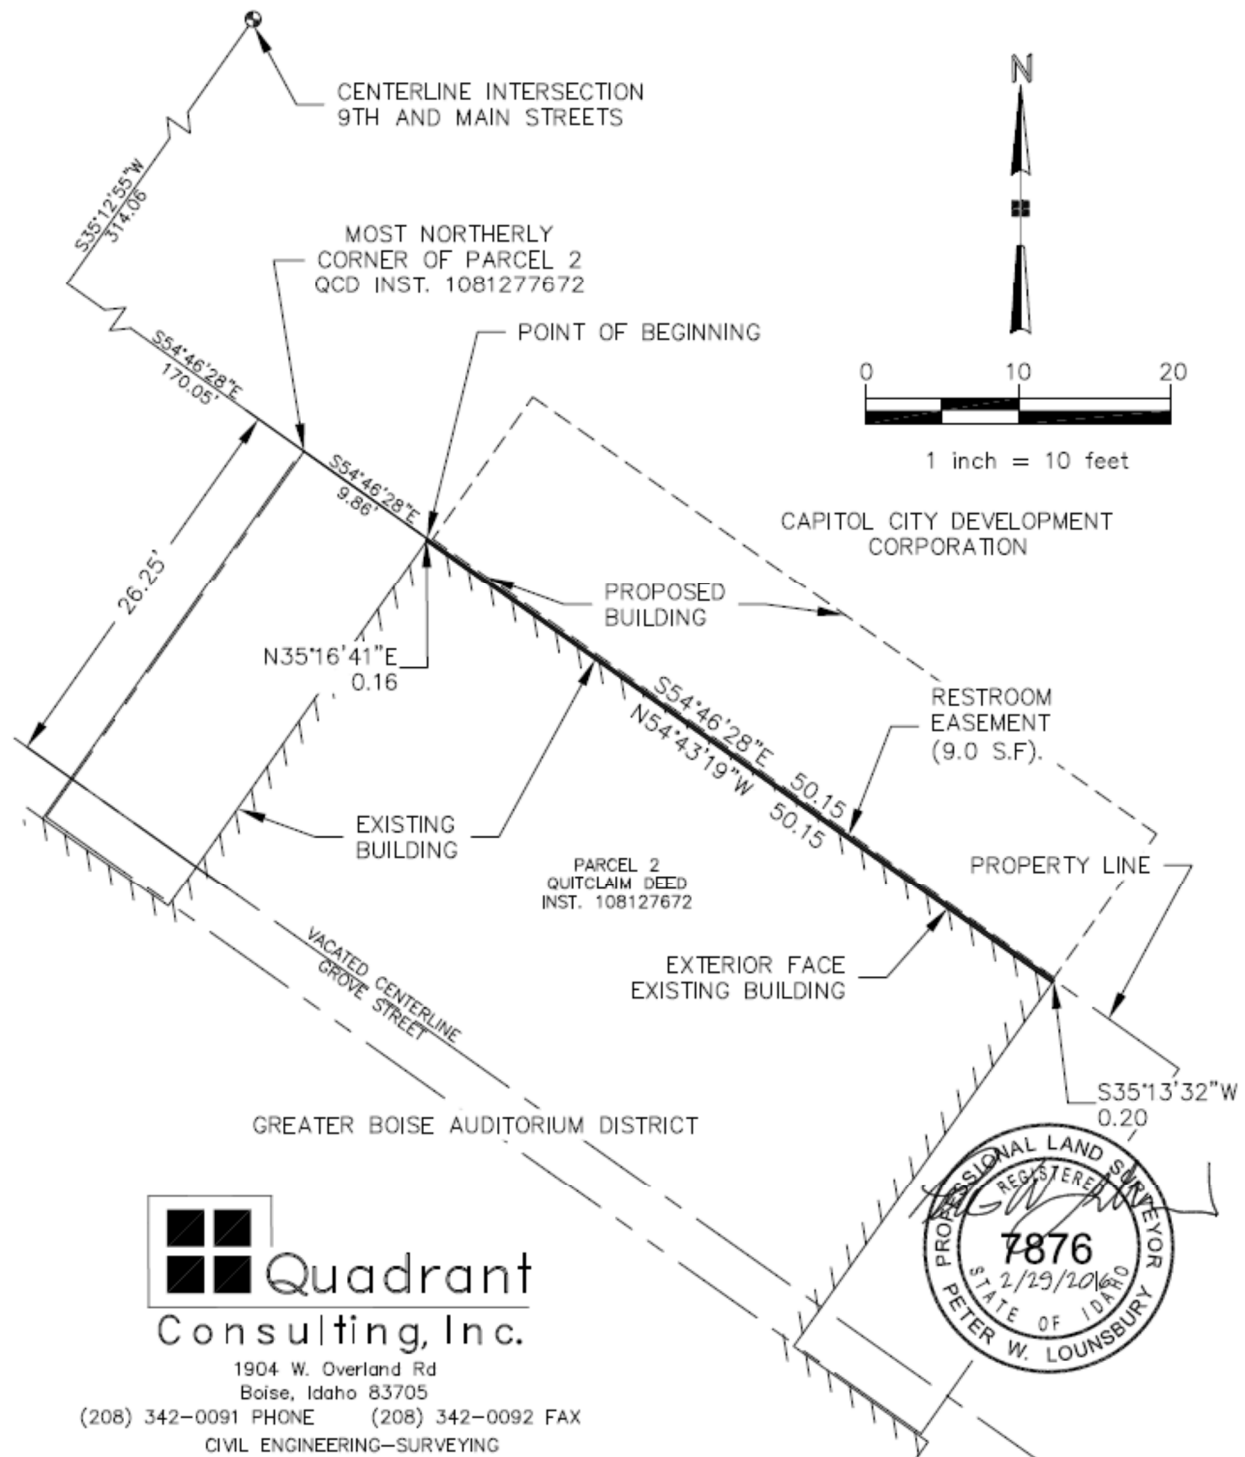 CENTERLINE INTERSECTION
9TH AND MAIN STREETS
N
S35°12'55"W
314.06
MOST NORTHERLY
CORNER OF PARCEL 2
QCD INST. 1081277672
POINT OF BEGINNING
0 10 20
1 inch = 10 feet
S54°46'28"E
170.05'
S54°46'28"E
9.86'
CAPITOL CITY DEVELOPMENT
CORPORATION
26.25'
PROPOSED
BUILDING
N35°16'41"E
0.16
S54°46'28"E 50.15
N54°43'19"W 50.15
RESTROOM
EASEMENT
(9.0 S.F).
EXISTING
BUILDING
PARCEL 2
QUITCLAIM DEED
INST. 108127672
PROPERTY LINE
EXTERIOR FACE
EXISTING BUILDING
VACATED CENTERLINE
GROVE STREET
S35°13'32"W
0.20
GREATER BOISE AUDITORIUM DISTRICT
PROFESSIONAL LAND SURVEYOR
REGISTERED
7876
2/29/2016
STATE OF IDAHO
PETER W. LOUNSBURY
Quadrant
Consulting, Inc.
1904 W. Overland Rd
Boise, Idaho 83705
(208) 342-0091 PHONE (208) 342-0092 FAX
CIVIL ENGINEERING-SURVEYING